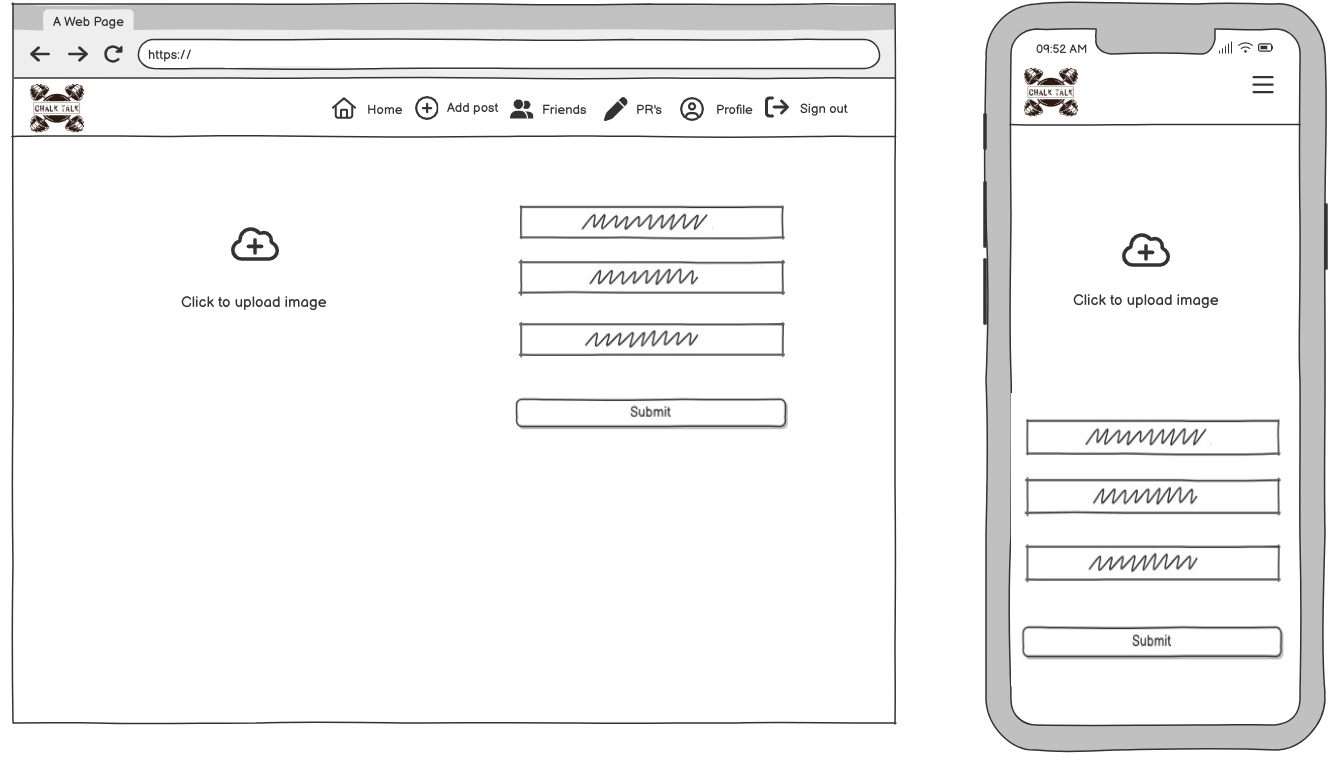 A Web Page
https://
CHALK TALK
Home
Add post
Friends
PR's
Profile
Sign out
Click to upload image
Submit
09:52 AM
CHALK TALK
Click to upload image
Submit